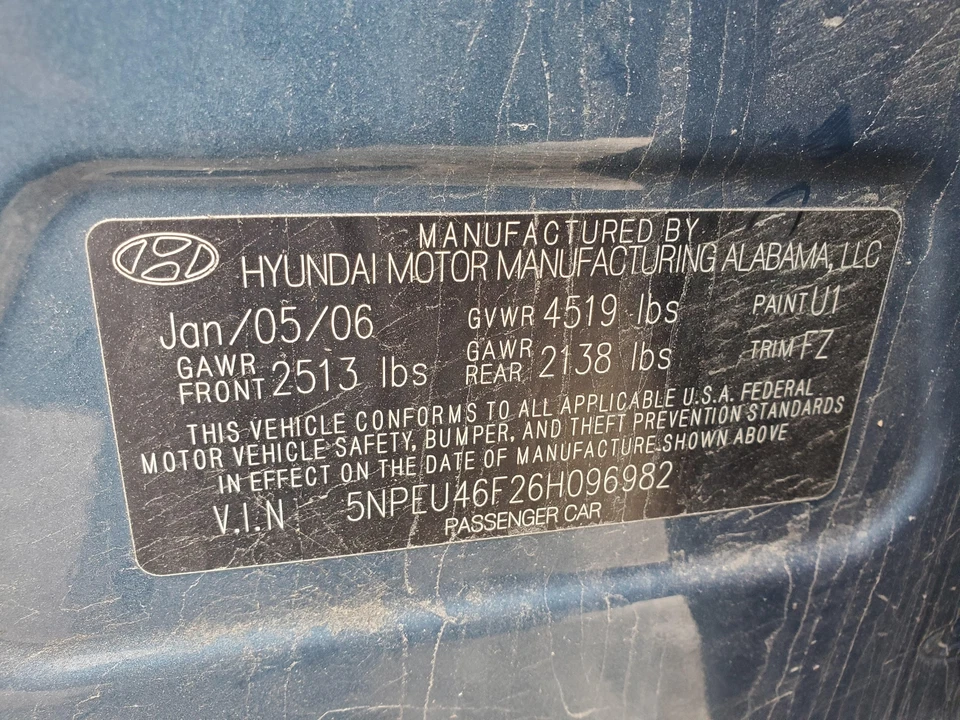 MANUFACTURED BY
HYUNDAI MOTOR MANUFACTURING ALABAMA, LLC
Jan/05/06 GVWR 4519 lbs PAINT U1
GAWR FRONT 2513 lbs GAWR REAR 2138 lbs TRIM FZ
THIS VEHICLE CONFORMS TO ALL APPLICABLE U.S.A. FEDERAL
MOTOR VEHICLE SAFETY, BUMPER, AND THEFT PREVENTION STANDARDS
IN EFFECT ON THE DATE OF MANUFACTURE SHOWN ABOVE
V.I.N 5NPEU46F26H096982
PASSENGER CAR